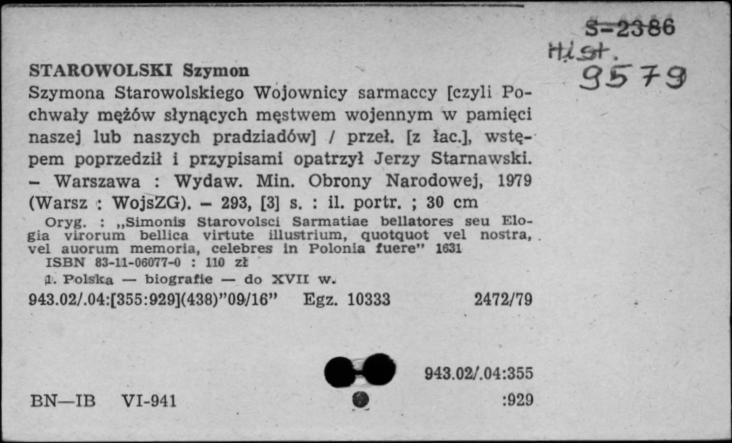 S-2386
Hist.
9579
STAROWOLSKI Szymon
Szymona Starowolskiego Wojownicy sarmaccy [czyli Po-
chwały mężów słynących męstwem wojennym w pamięci
naszej lub naszych pradziadów] / przeł. [z łac.], wstę-
pem poprzedził i przypisami opatrzył Jerzy Starnawski.
— Warszawa : Wydaw. Min. Obrony Narodowej, 1979
(Warsz : WojsZG). — 293, [3] s. : il. portr. ; 30 cm
Oryg. : „Simonis Starovolsci Sarmatiae bellatores seu Elo-
gia virorum bellica virtute illustrium, quotquot vel nostra,
vel auorum memoria, celebres in Polonia fuere” 1631
ISBN 83-11-06077-0 : 110 zł
1. Polska — biografie — do XVII w.
943.02/.04:[355:929](438)”09/16” Egz. 10333 2472/79
943.02/.04:355
BN—IB VI-941 :929